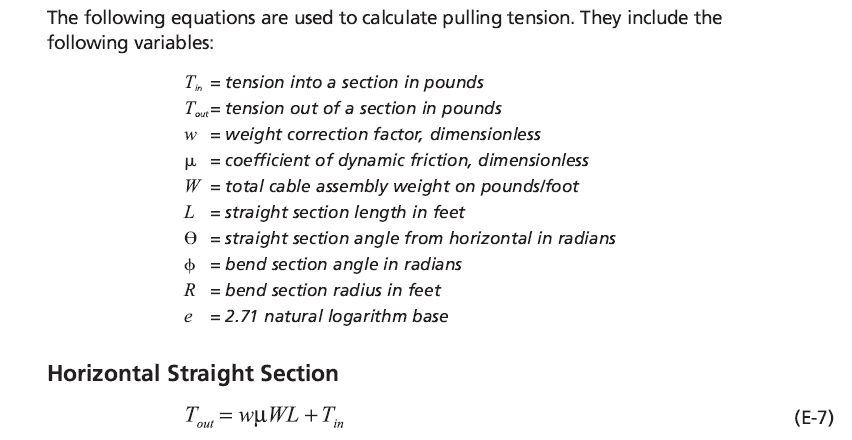 The following equations are used to calculate pulling tension. They include the
following variables:
T_in = tension into a section in pounds
T_out = tension out of a section in pounds
w = weight correction factor, dimensionless
μ = coefficient of dynamic friction, dimensionless
W = total cable assembly weight on pounds/foot
L = straight section length in feet
Θ = straight section angle from horizontal in radians
ϕ = bend section angle in radians
R = bend section radius in feet
e = 2.71 natural logarithm base
Horizontal Straight Section
T_out = wμWL + T_in (E-7)